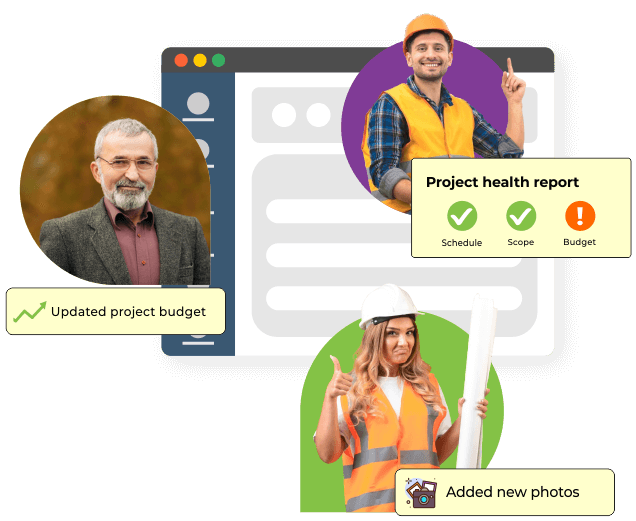 Project health report
Schedule Scope Budget
Updated project budget
Added new photos